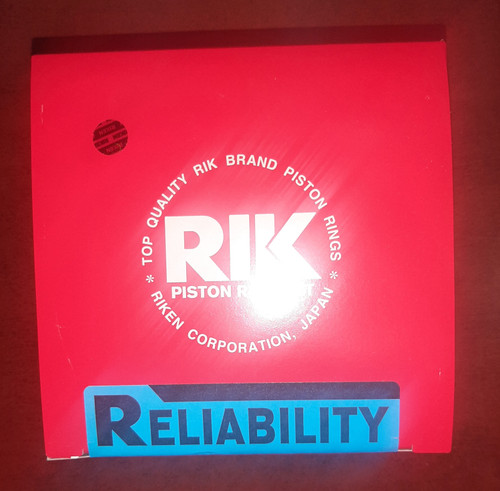 * TOP QUALITY RIK BRAND PISTON RINGS *
RIK
PISTON
RIKEN CORPORATION, JAPAN
RELIABILITY